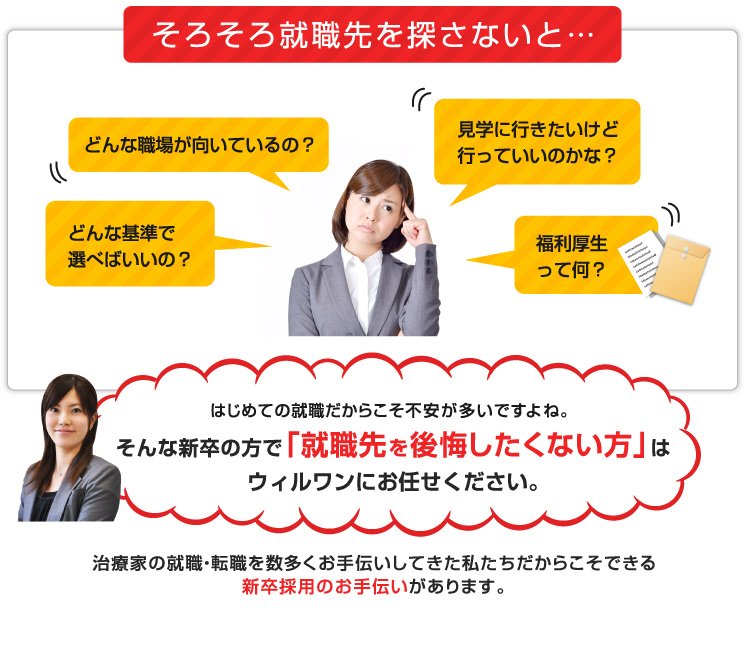 そろそろ就職先を探さないと…
どんな職場が向いているの？
見学に行きたいけど
行っていいのかな？
どんな基準で
選べばいいの？
福利厚生
って何？
はじめての就職だからこそ不安が多いですよね。
そんな新卒の方で「就職先を後悔したくない方」は
ウィルワンにお任せください。
治療家の就職･転職を数多くお手伝いしてきた私たちだからこそできる
新卒採用のお手伝いがあります。